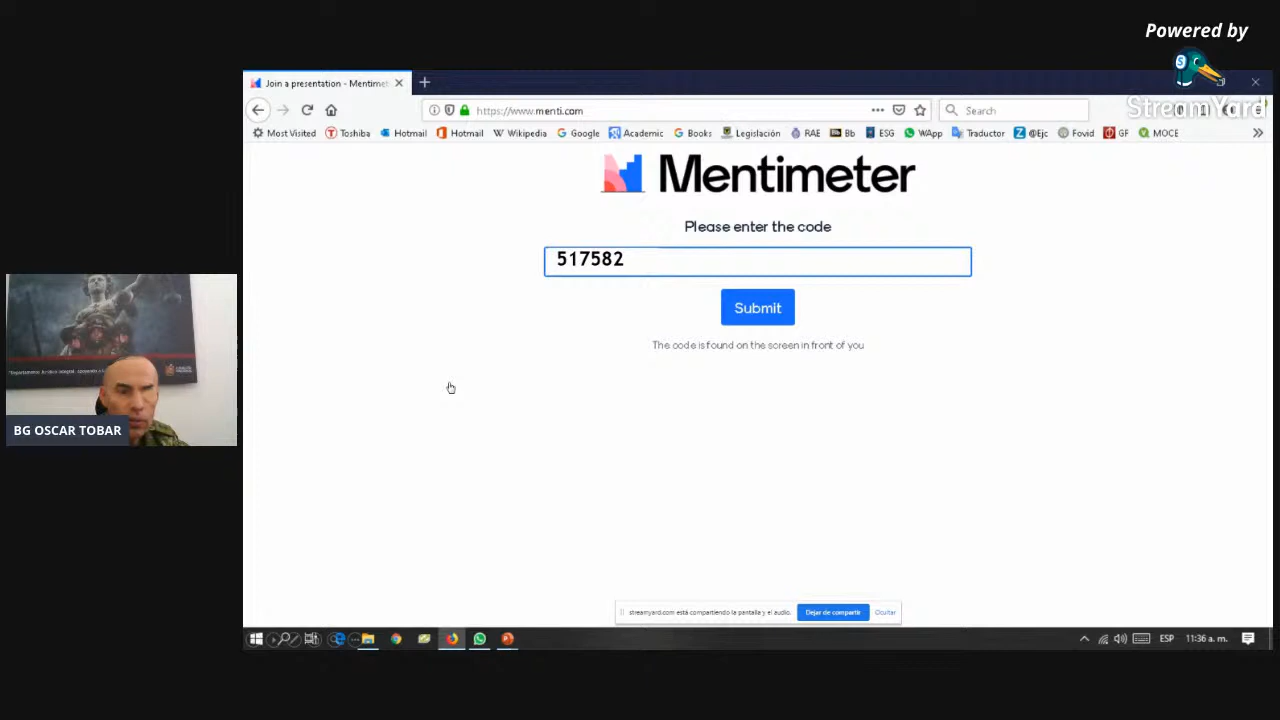 Powered by
StreamYard
Join a presentation - Mentimet
https://www.menti.com
Search
Most Visited Toshiba Hotmail Hotmail Wikipedia Google Academic Books Legislación RAE Bb ESG WApp Traductor @Ejc Fovid GF MOCE
Mentimeter
Please enter the code
517582
Submit
The code is found on the screen in front of you
BG OSCAR TOBAR
streamyard.com está compartiendo la pantalla y el audio. Dejar de compartir Ocultar
ESP 11:36 a. m.